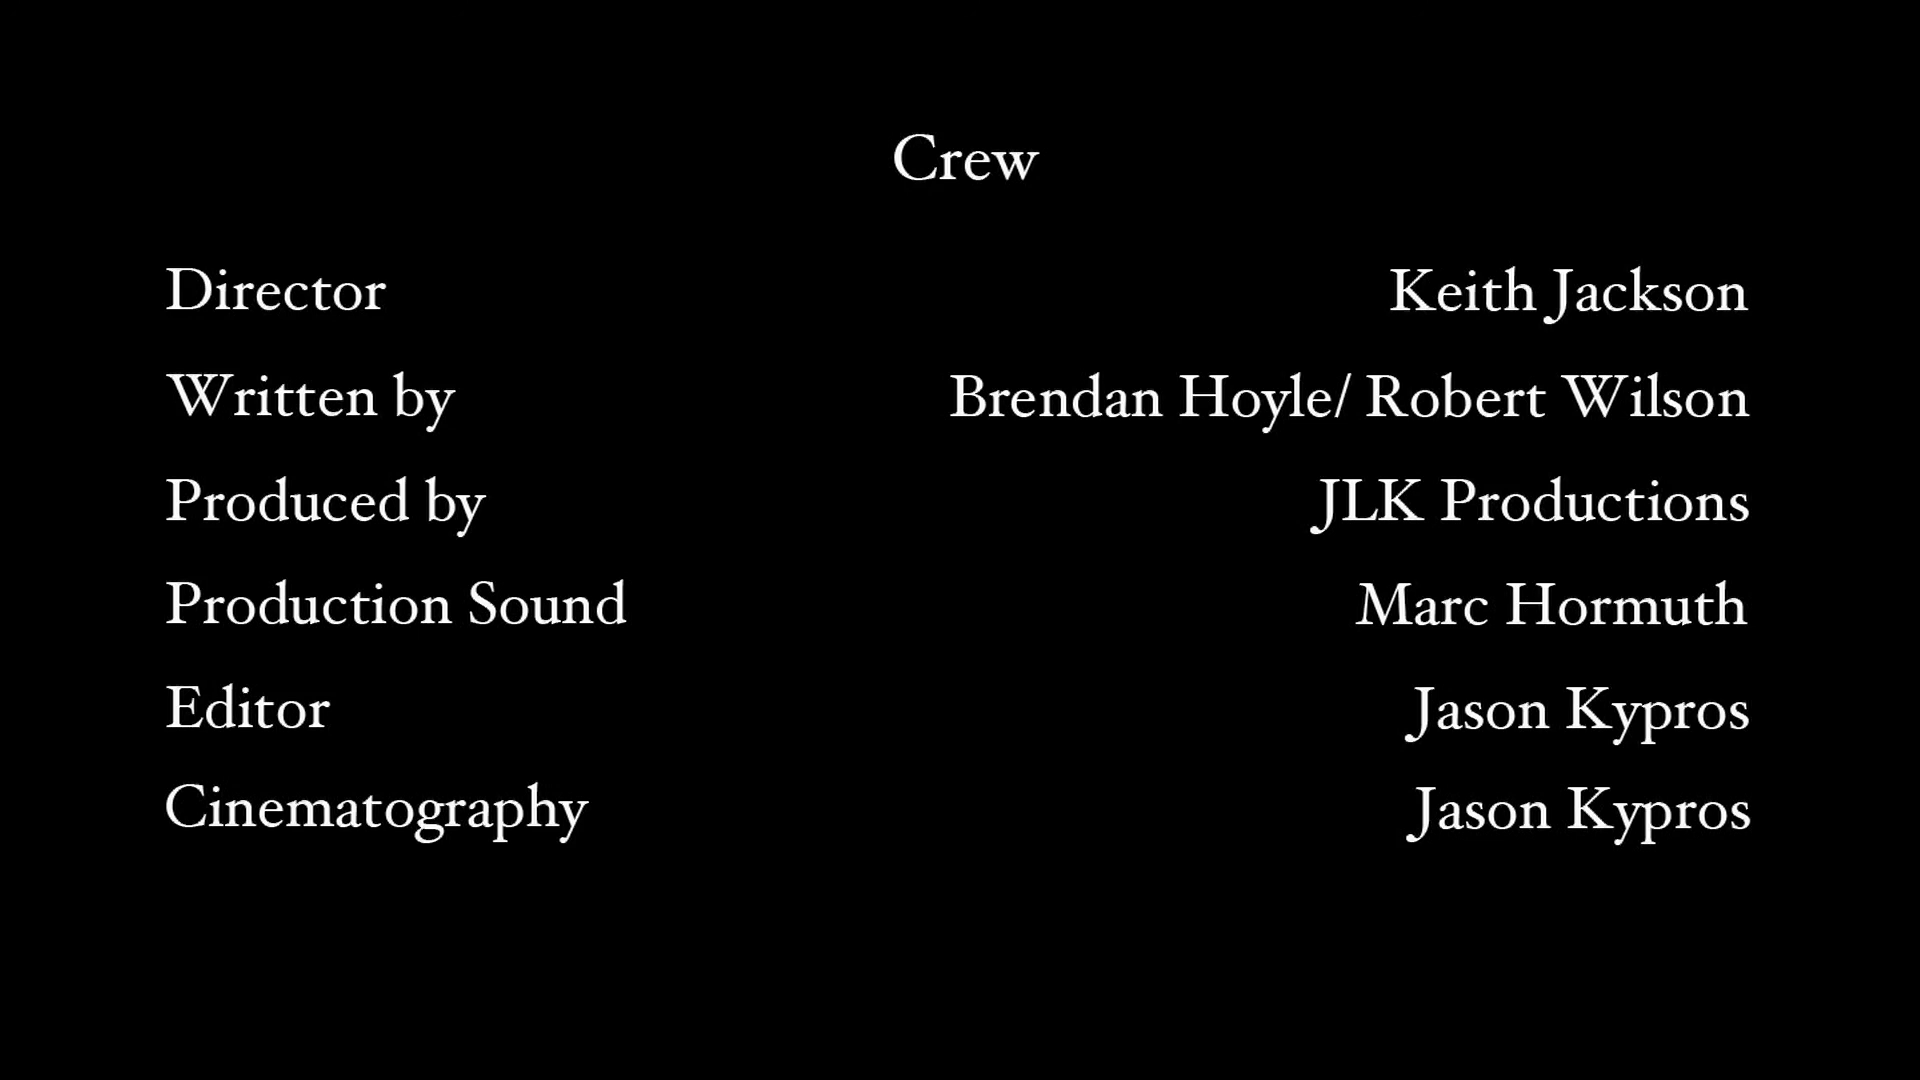 Crew
Director Keith Jackson
Written by Brendan Hoyle/ Robert Wilson
Produced by JLK Productions
Production Sound Marc Hormuth
Editor Jason Kypros
Cinematography Jason Kypros